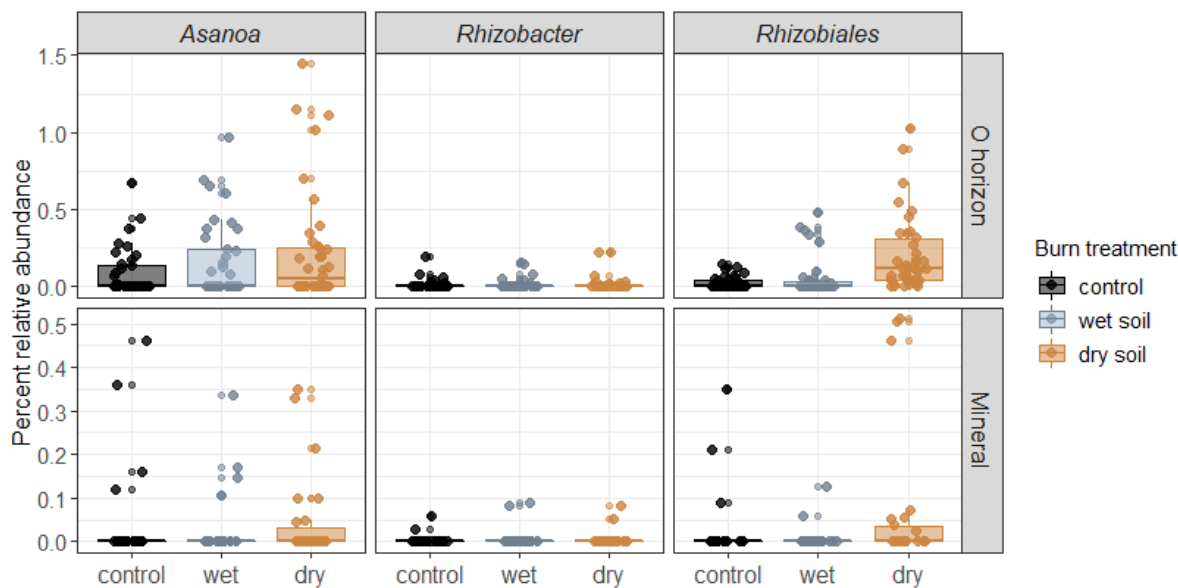 Asanoa Rhizobacter Rhizobiales
1.5
1.0
0.5
0.0
O horizon
0.5
0.4
0.3
0.2
0.1
0.0
Mineral
Percent relative abundance
control wet dry control wet dry control wet dry
Burn treatment
control
wet soil
dry soil